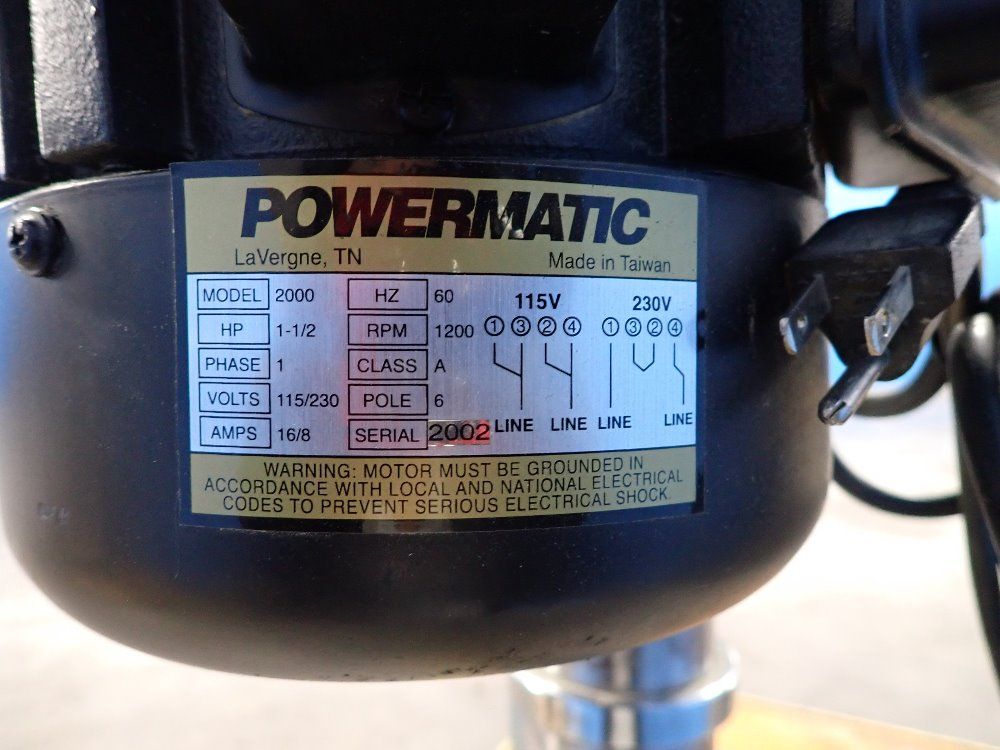 POWERMATIC
LaVergne, TN Made in Taiwan
MODEL 2000 HZ 60 115V 230V
HP 1-1/2 RPM 1200 1 3 2 4 1 3 2 4
PHASE 1 CLASS A
VOLTS 115/230 POLE 6
AMPS 16/8 SERIAL 2002 LINE LINE LINE LINE
WARNING: MOTOR MUST BE GROUNDED IN
ACCORDANCE WITH LOCAL AND NATIONAL ELECTRICAL
CODES TO PREVENT SERIOUS ELECTRICAL SHOCK.